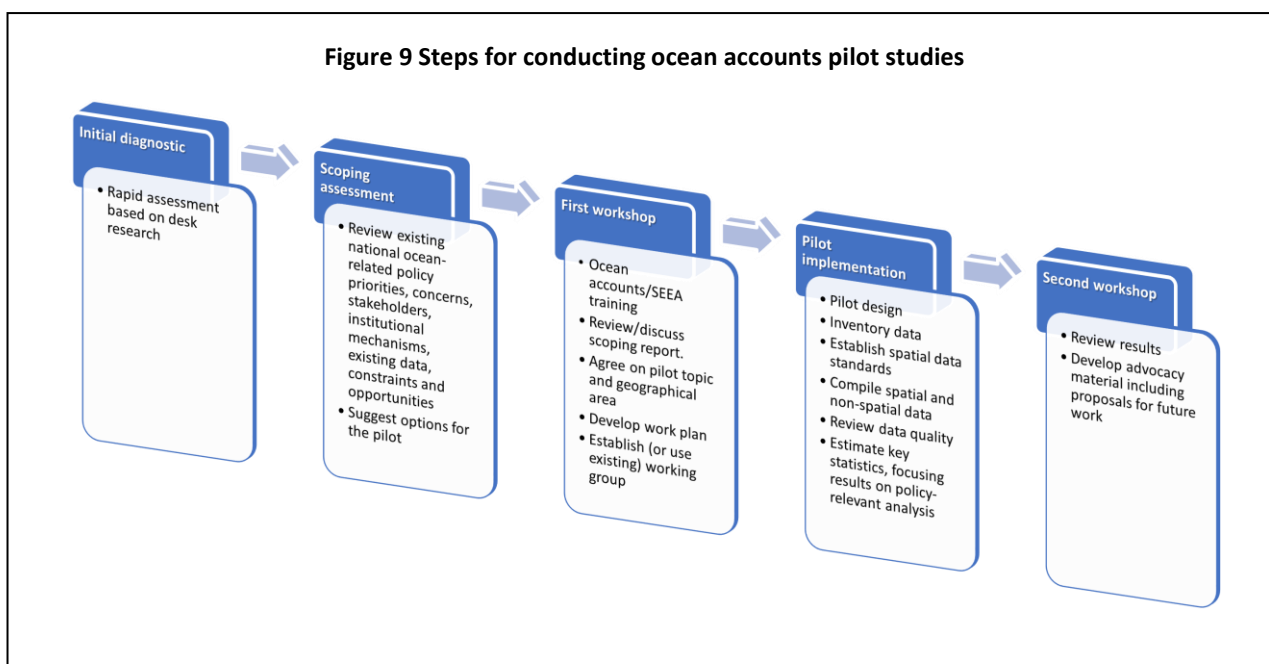 Figure 9 Steps for conducting ocean accounts pilot studies
Initial diagnostic
• Rapid assessment
based on desk
research
Scoping
assessment
• Review existing
national ocean-
related policy
priorities, concerns,
stakeholders,
institutional
mechanisms,
existing data,
constraints and
opportunities
• Suggest options for
the pilot
First workshop
• Ocean
accounts/SEEA
training
• Review/discuss
scoping report.
• Agree on pilot topic
and geographical
area
• Develop work plan
• Establish (or use
existing) working
group
Pilot
implementation
• Pilot design
• Inventory data
• Establish spatial data
standards
• Compile spatial and
non-spatial data
• Review data quality
• Estimate key
statistics, focusing
results on policy-
relevant analysis
Second workshop
• Review results
• Develop advocacy
material including
proposals for future
work